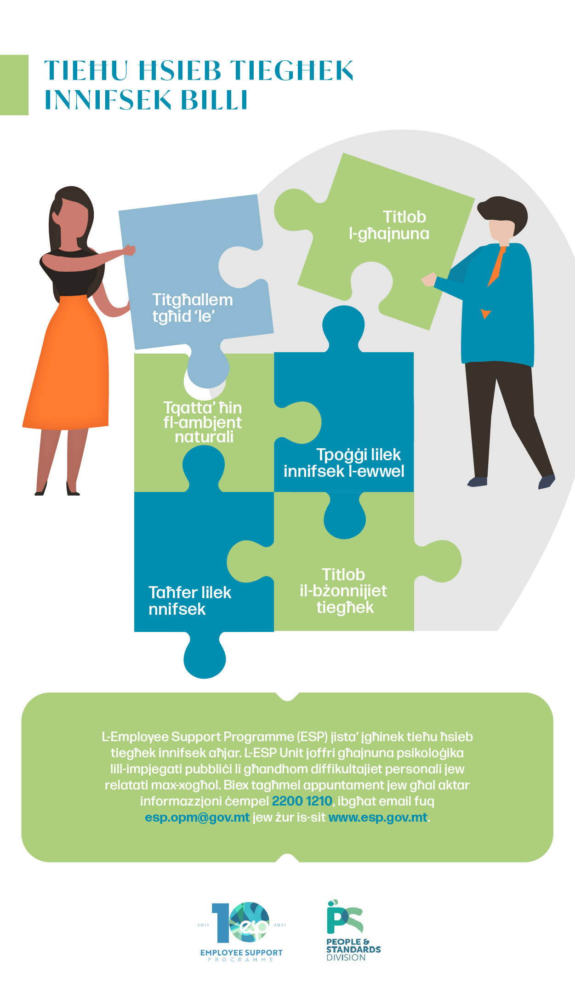 TIEĦU ĦSIEB TIEGĦEK
INNIFSEK BILLI
Titlob
l-għajnuna
Titgħallem
tgħid ‘le’
Tqatta’ ħin
fl-ambjent
naturali
Tpoġġi lilek
innifsek l-ewwel
Titlob
il-bżonnijiet
tiegħek
Taħfer lilek
nnifsek
L-Employee Support Programme (ESP) jista’ jgħinek tieħu ħsieb
tiegħek innifsek aħjar. L-ESP Unit joffri għajnuna psikoloġika
lill-impjegati pubbliċi li għandhom diffikultajiet personali jew
relatati max-xogħol. Biex tagħmel appuntament jew għal aktar
informazzjoni ċempel 2200 1210, ibgħat email fuq
esp.opm@gov.mt jew żur is-sit www.esp.gov.mt.
2011 10 esp 2021
EMPLOYEE SUPPORT
PROGRAMME
PS
PEOPLE &
STANDARDS
DIVISION